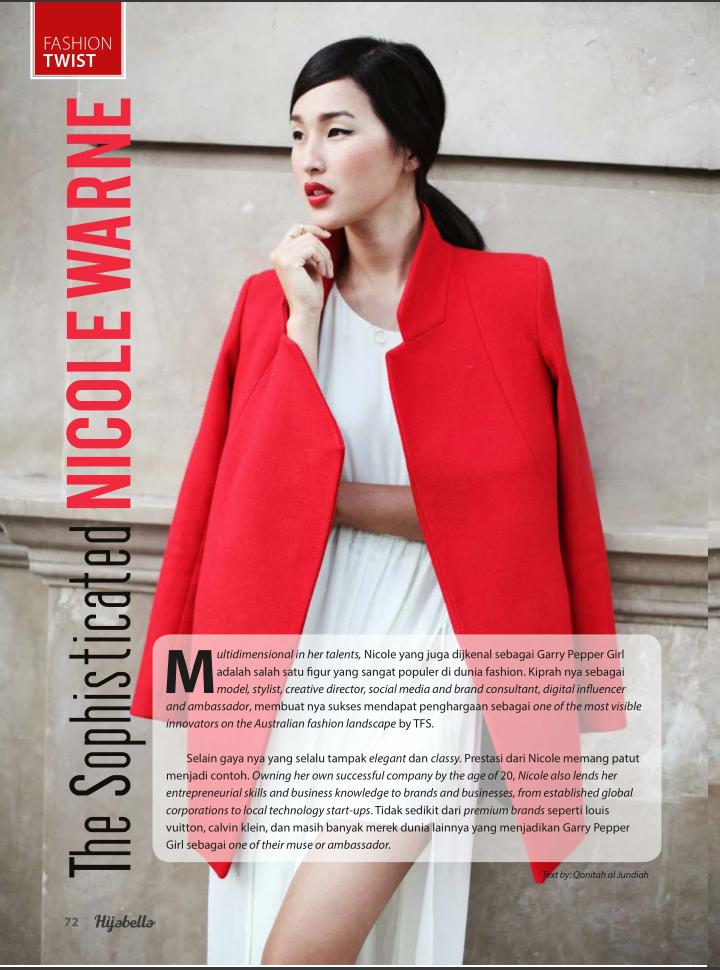 FASHION
TWIST
The Sophisticated NICOLE WARNE
Multidimensional in her talents, Nicole yang juga dijkenal sebagai Garry Pepper Girl
adalah salah satu figur yang sangat populer di dunia fashion. Kiprah nya sebagai
model, stylist, creative director, social media and brand consultant, digital influencer
and ambassador, membuat nya sukses mendapat penghargaan sebagai one of the most visible
innovators on the Australian fashion landscape by TFS.
Selain gaya nya yang selalu tampak elegant dan classy. Prestasi dari Nicole memang patut
menjadi contoh. Owning her own successful company by the age of 20, Nicole also lends her
entrepreneurial skills and business knowledge to brands and businesses, from established global
corporations to local technology start-ups. Tidak sedikit dari premium brands seperti louis
vuitton, calvin klein, dan masih banyak merek dunia lainnya yang menjadikan Garry Pepper
Girl sebagai one of their muse or ambassador.
Text by: Qonitah al Jundiah
72 Hijabella